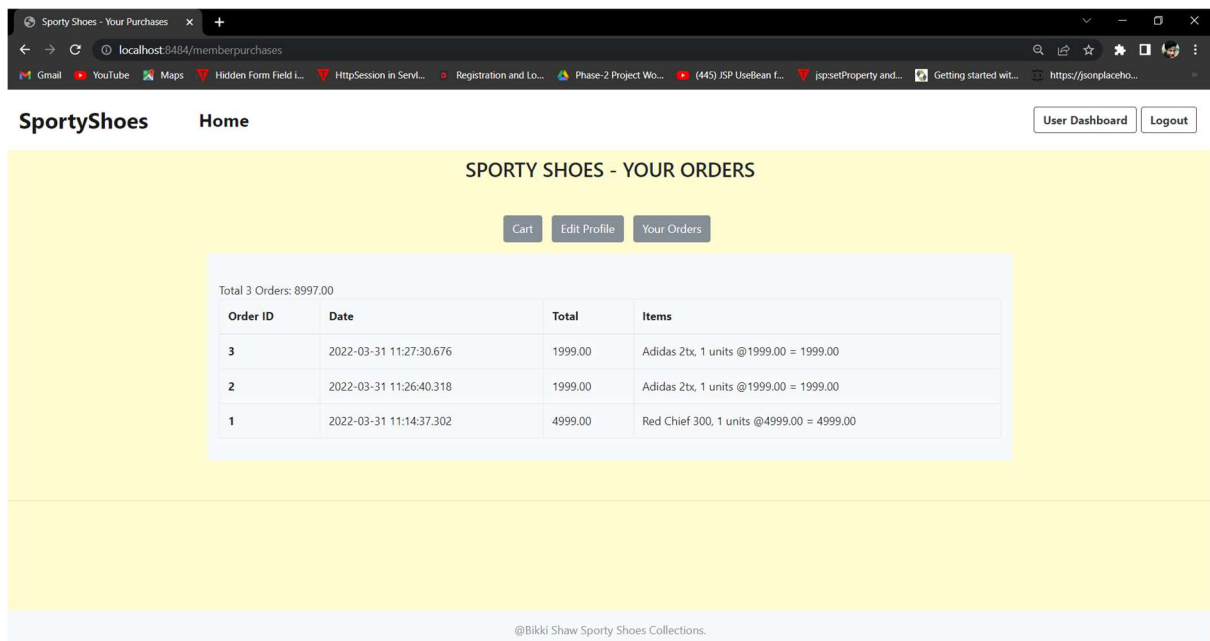 Sporty Shoes - Your Purchases
localhost:8484/memberpurchases
Gmail YouTube Maps Hidden Form Field i... HttpSession in Servl... Registration and Lo... Phase-2 Project Wo... (445) JSP UseBean f... jsp:setProperty and... Getting started wit... https://jsonplaceho...
SportyShoes Home User Dashboard Logout
SPORTY SHOES - YOUR ORDERS
Cart Edit Profile Your Orders
Total 3 Orders: 8997.00
Order ID Date Total Items
3 2022-03-31 11:27:30.676 1999.00 Adidas 2tx, 1 units @1999.00 = 1999.00
2 2022-03-31 11:26:40.318 1999.00 Adidas 2tx, 1 units @1999.00 = 1999.00
1 2022-03-31 11:14:37.302 4999.00 Red Chief 300, 1 units @4999.00 = 4999.00
@Bikki Shaw Sporty Shoes Collections.